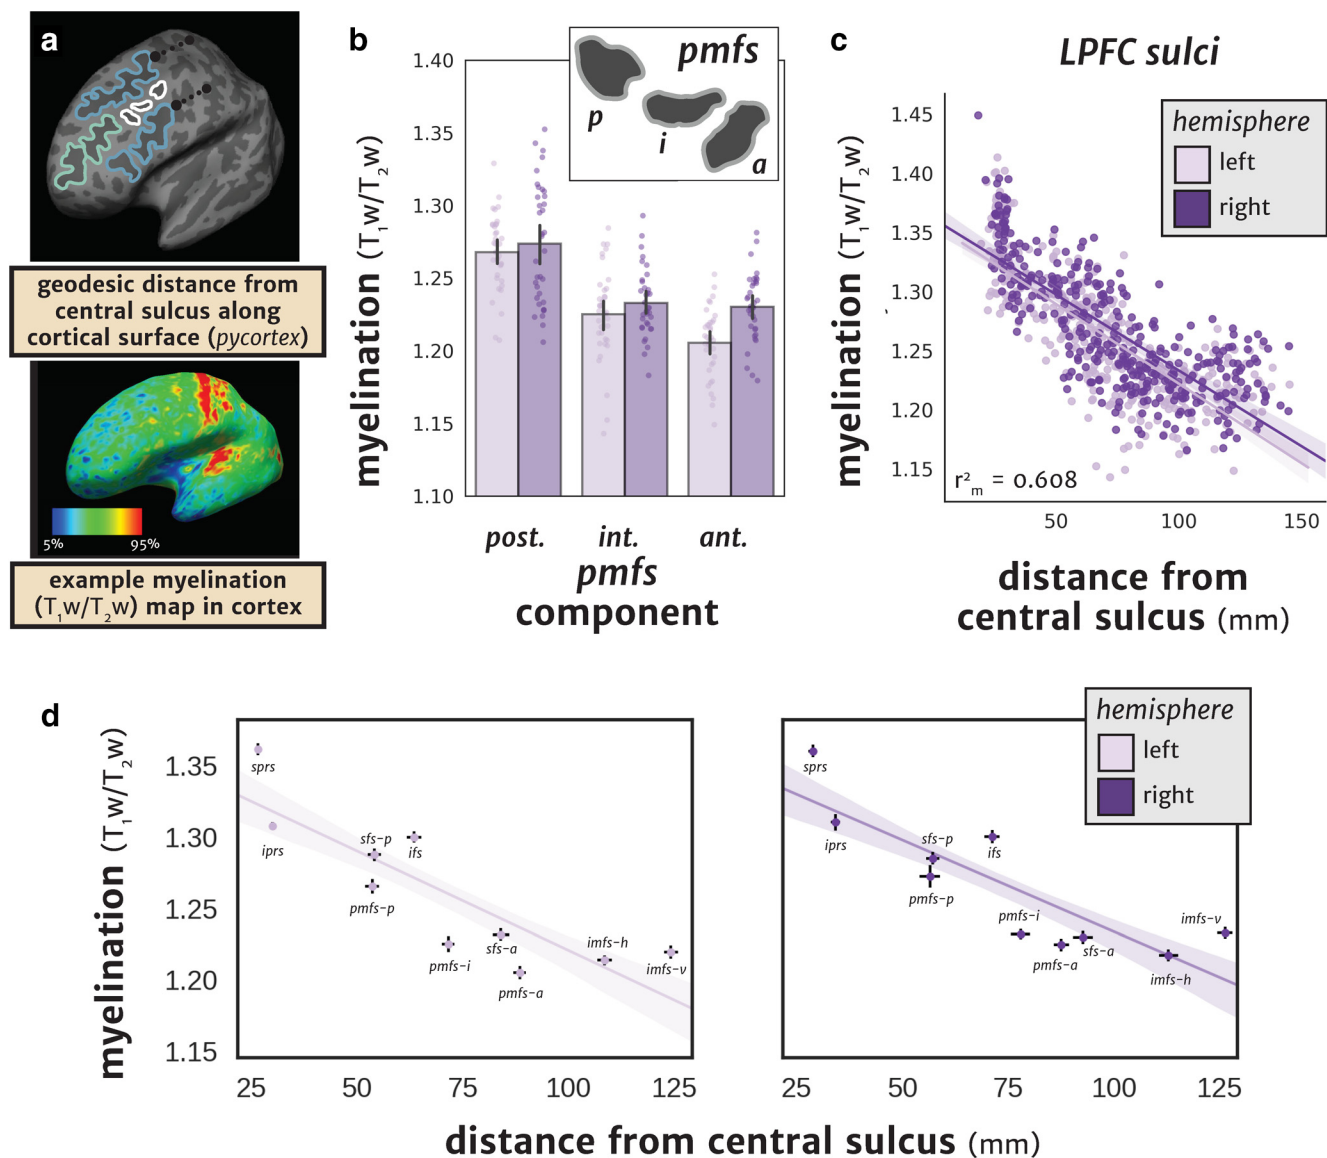 a
geodesic distance from
central sulcus along
cortical surface (pycortex)
5%
95%
example myelination
(T₁w/T₂w) map in cortex
b
myelination (T₁w/T₂w)
1.40
1.35
1.30
1.25
1.20
1.15
1.10
pmfs
p
i
a
post.
int.
ant.
pmfs
component
c
LPFC sulci
myelination (T₁w/T₂w)
1.45
1.40
1.35
1.30
1.25
1.20
1.15
hemisphere
left
right
r²ₘ = 0.608
50
100
150
distance from
central sulcus (mm)
d
myelination (T₁w/T₂w)
1.35
1.30
1.25
1.20
1.15
sprs
iprs
sfs-p
ifs
pmfs-p
pmfs-i
sfs-a
pmfs-a
imfs-h
imfs-v
25
50
75
100
125
hemisphere
left
right
sprs
iprs
sfs-p
ifs
pmfs-p
pmfs-i
pmfs-a
sfs-a
imfs-v
imfs-h
25
50
75
100
125
distance from central sulcus (mm)